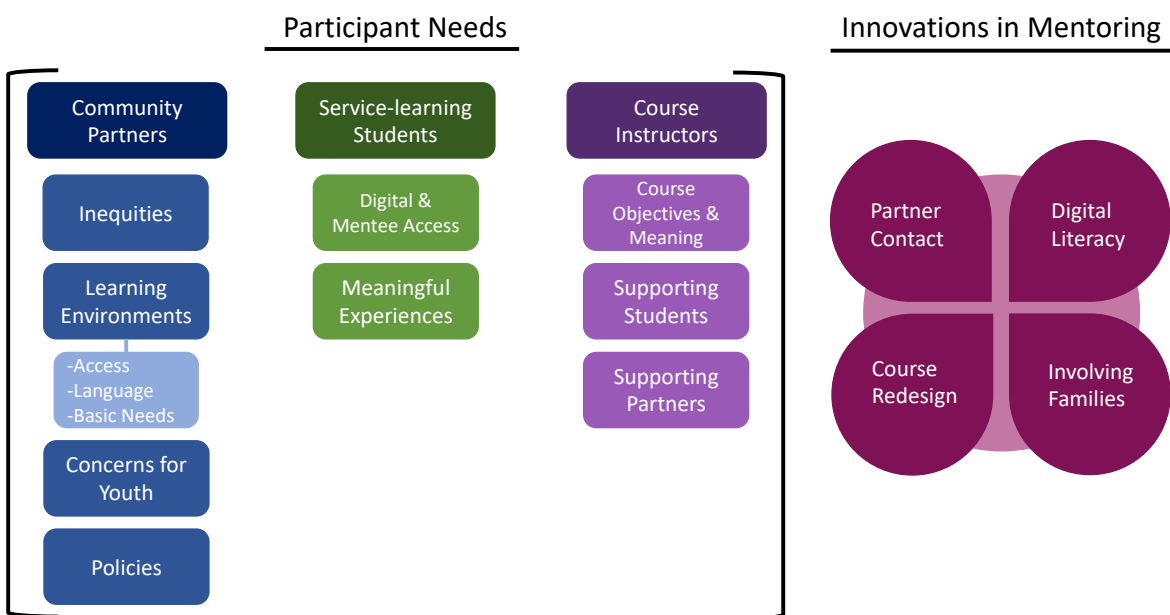 Participant Needs
Community
Partners
Inequities
Learning
Environments
-Access
-Language
-Basic Needs
Concerns for
Youth
Policies
Service-learning
Students
Digital &
Mentee Access
Meaningful
Experiences
Course
Instructors
Course
Objectives &
Meaning
Supporting
Students
Supporting
Partners
Innovations in Mentoring
Partner
Contact
Digital
Literacy
Course
Redesign
Involving
Families